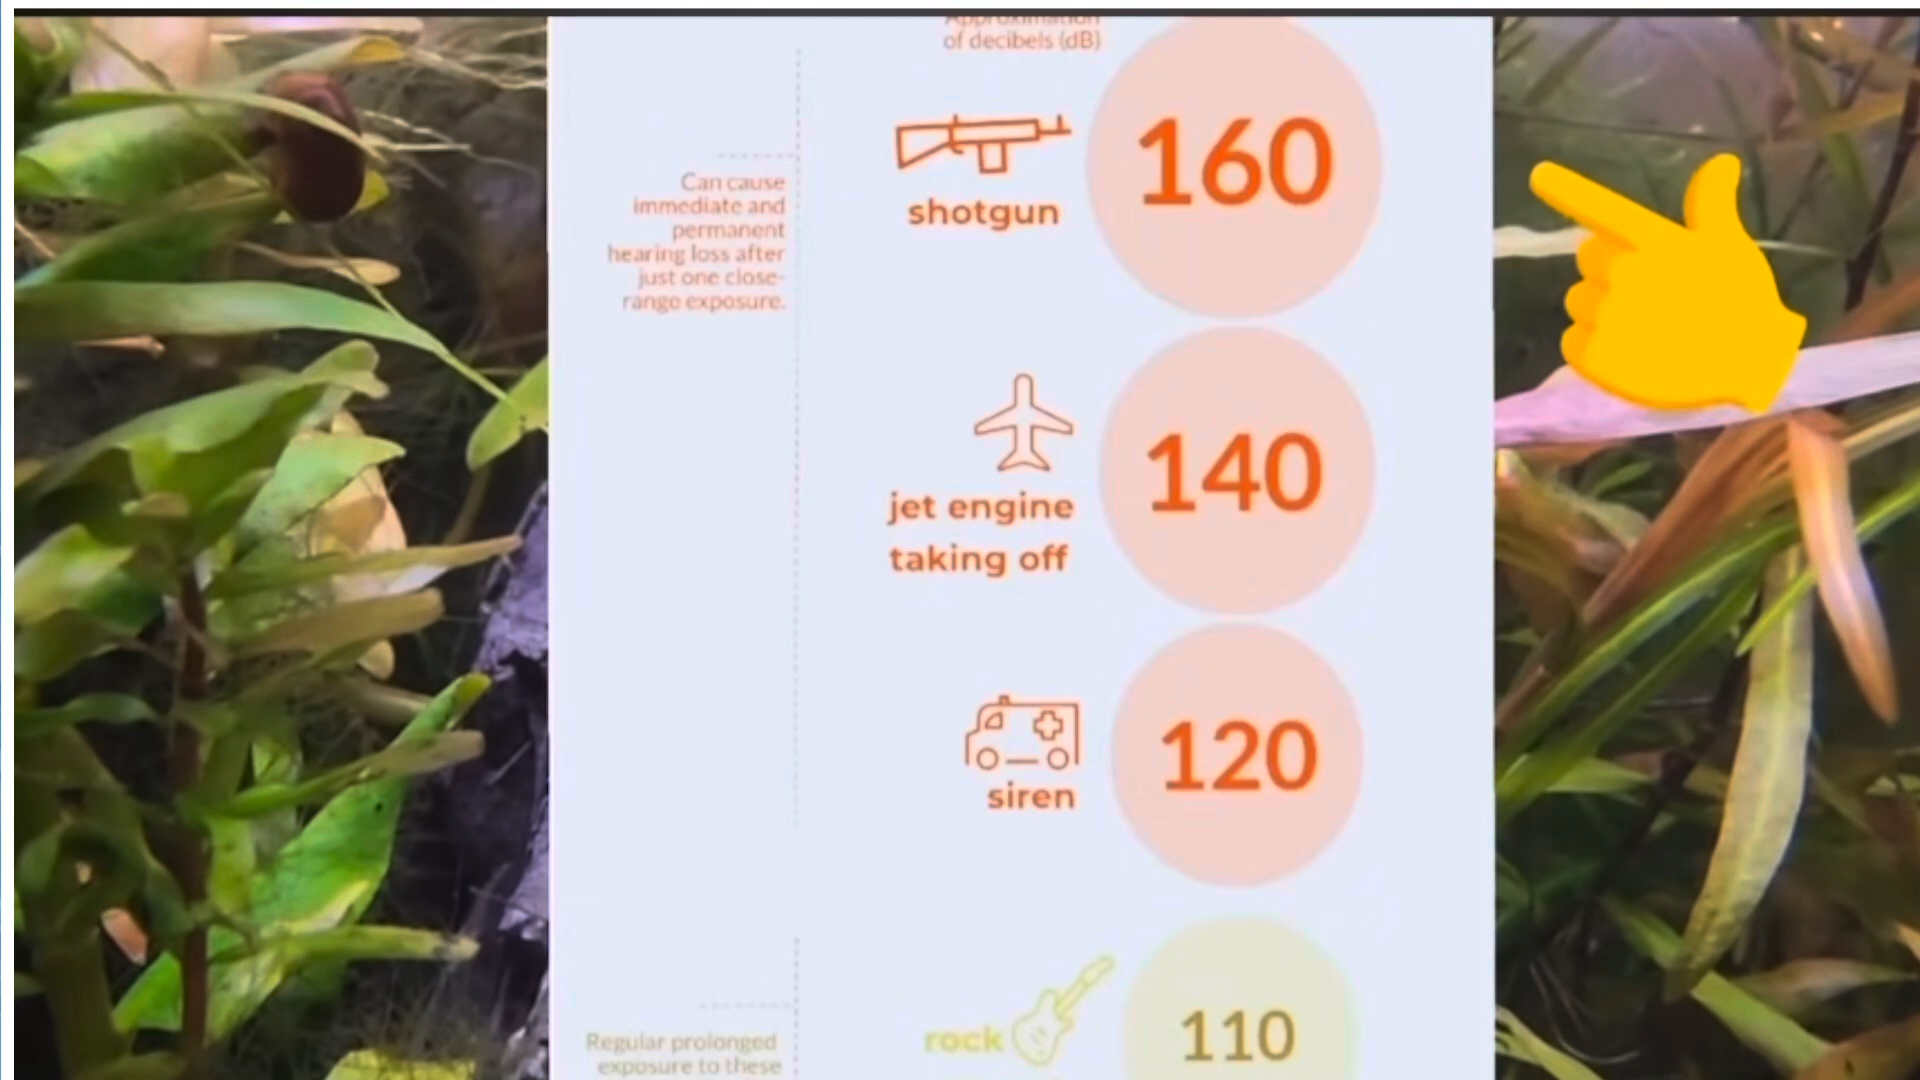 Approximation
of decibels (dB)
160
shotgun
Can cause
immediate and
permanent
hearing loss after
just one close-
range exposure.
140
jet engine
taking off
120
siren
110
rock
Regular prolonged
exposure to these